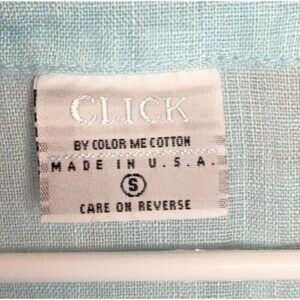 CLICK
BY COLOR ME COTTON
MADE IN U.S.A.
S
CARE ON REVERSE